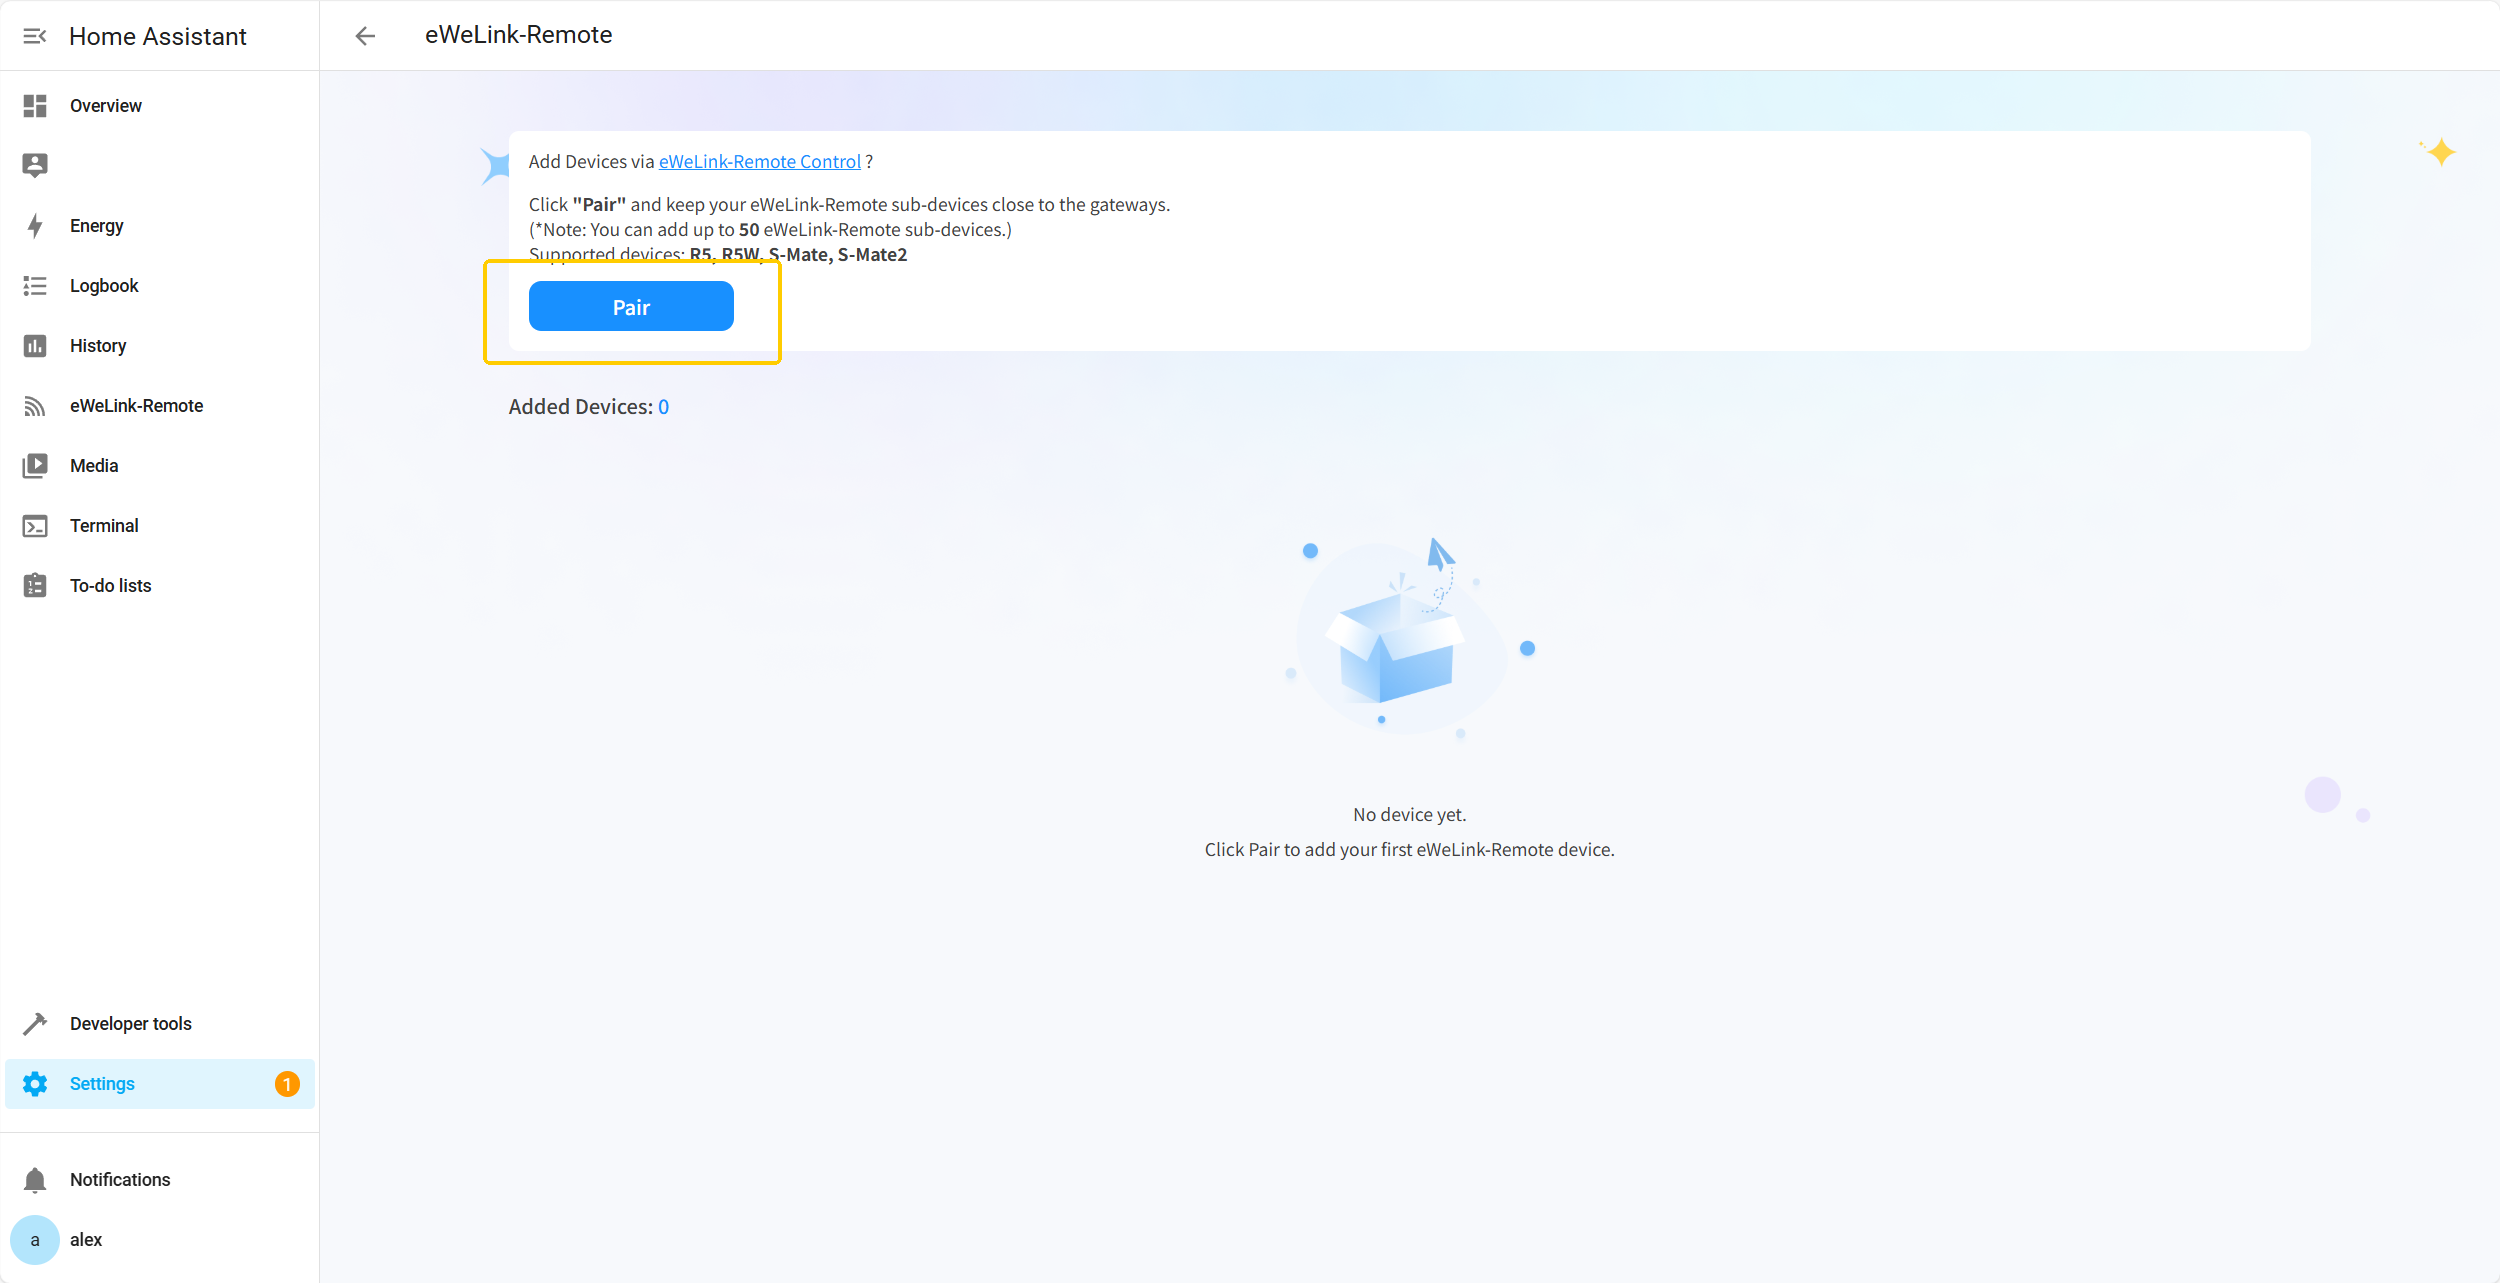 Home Assistant
eWeLink-Remote
Overview
Energy
Logbook
History
eWeLink-Remote
Media
Terminal
To-do lists
Developer tools
Settings
1
Notifications
a
alex
Add Devices via eWeLink-Remote Control ?
Click "Pair" and keep your eWeLink-Remote sub-devices close to the gateways.
(*Note: You can add up to 50 eWeLink-Remote sub-devices.)
Supported devices: R5, R5W, S-Mate, S-Mate2
Pair
Added Devices: 0
No device yet.
Click Pair to add your first eWeLink-Remote device.